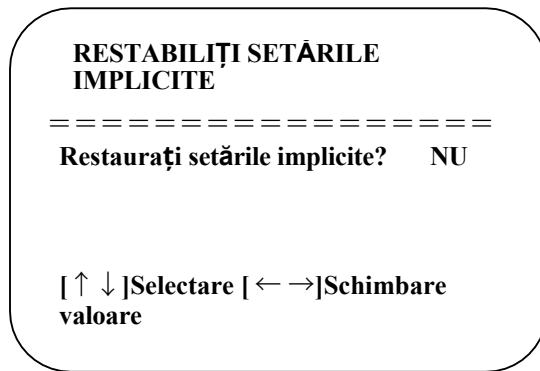 RESTABILIȚI SETĂRILE
IMPLICITE
=================
Restaurați setările implicite? NU
[↑ ↓]Selectare [← →]Schimbare
valoare